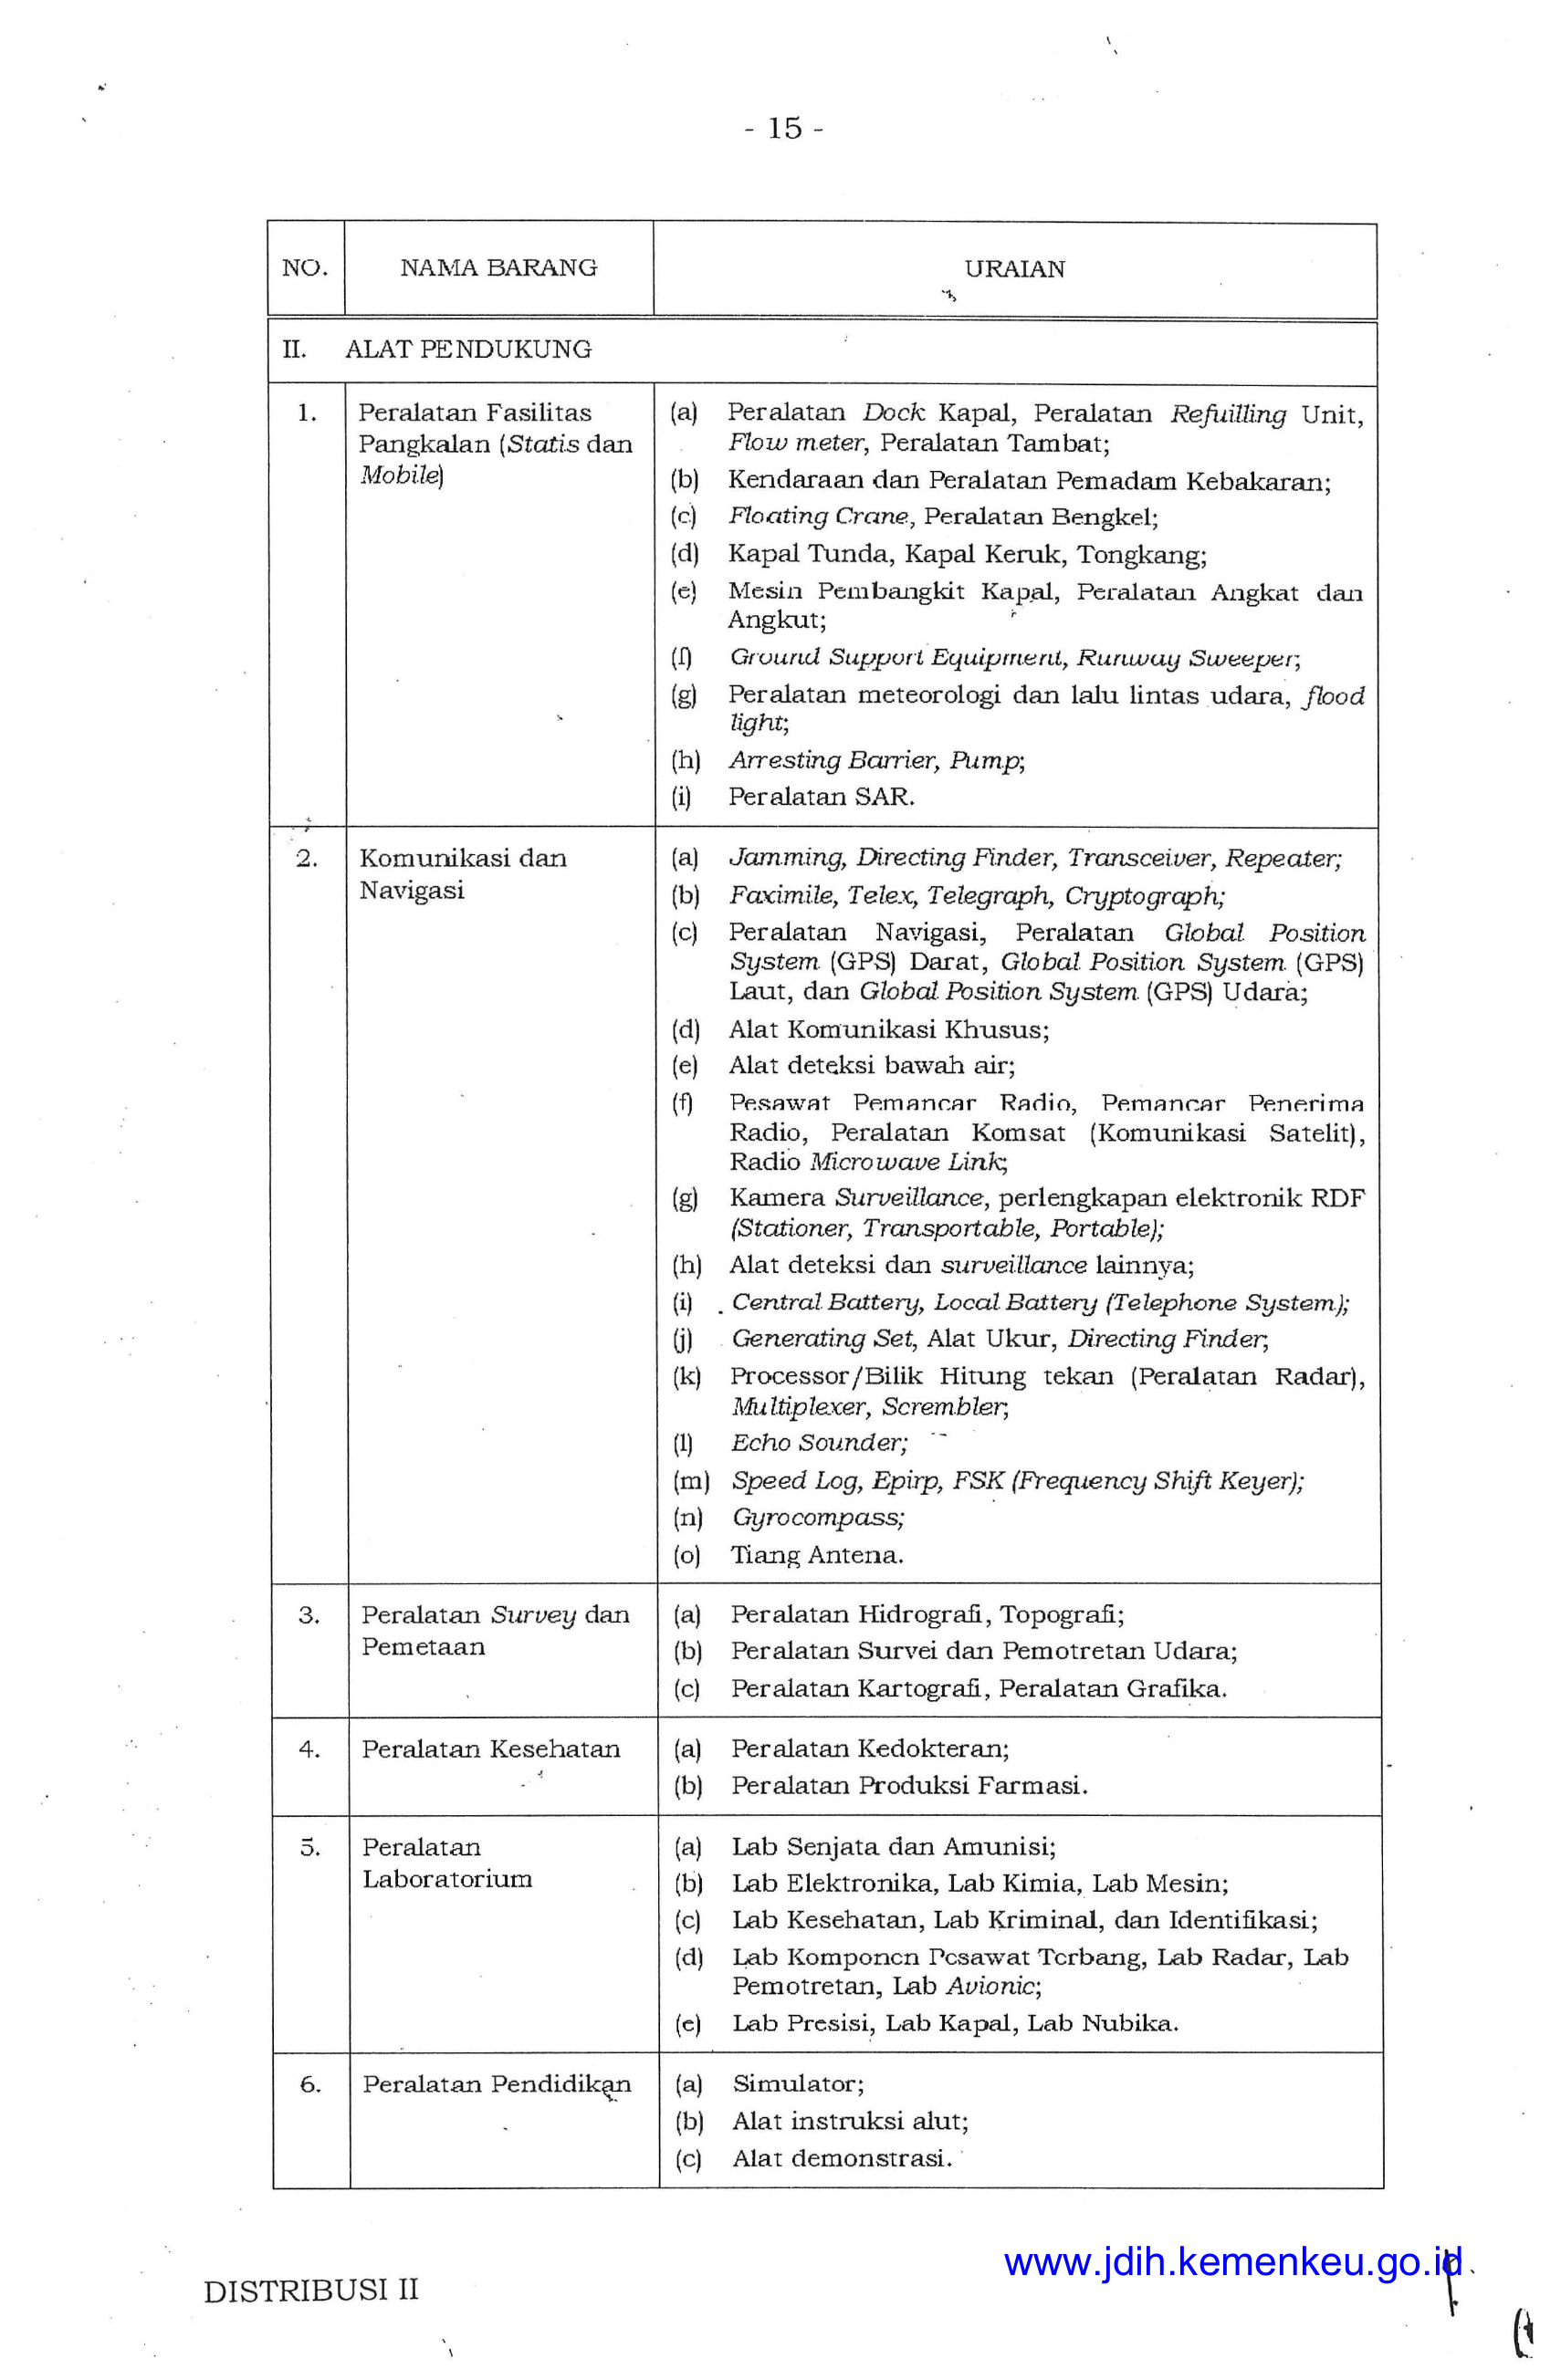 - 15 -
NO. NAMA BARANG URAIAN
II. ALAT PENDUKUNG
1. Peralatan Fasilitas Pangkalan (Statis dan Mobile)
(a) Peralatan Dock Kapal, Peralatan Refuilling Unit,
Flow meter, Peralatan Tambat;
(b) Kendaraan dan Peralatan Pemadam Kebakaran;
(c) Floating Crane, Peralatan Bengkel;
(d) Kapal Tunda, Kapal Keruk, Tongkang;
(e) Mesin Pembangkit Kapal, Peralatan Angkat dan
Angkut;
(f) Ground Support Equipment, Runway Sweeper;
(g) Peralatan meteorologi dan lalu lintas udara, flood
light;
(h) Arresting Barrier, Pump;
(i) Peralatan SAR.
2. Komunikasi dan Navigasi
(a) Jamming, Directing Finder, Transceiver, Repeater;
(b) Faximile, Telex, Telegraph, Cryptograph;
(c) Peralatan Navigasi, Peralatan Global Position
System (GPS) Darat, Global Position System (GPS)
Laut, dan Global Position System (GPS) Udara;
(d) Alat Komunikasi Khusus;
(e) Alat deteksi bawah air;
(f) Pesawat Pemancar Radio, Pemancar Penerima
Radio, Peralatan Komsat (Komunikasi Satelit),
Radio Microwave Link;
(g) Kamera Surveillance, perlengkapan elektronik RDF
(Stationer, Transportable, Portable);
(h) Alat deteksi dan surveillance lainnya;
(i) Central Battery, Local Battery (Telephone System);
(j) Generating Set, Alat Ukur, Directing Finder;
(k) Processor/Bilik Hitung tekan (Peralatan Radar),
Multiplexer, Scrembler;
(l) Echo Sounder;
(m) Speed Log, Epirp, FSK (Frequency Shift Keyer);
(n) Gyrocompass;
(o) Tiang Antena.
3. Peralatan Survey dan Pemetaan
(a) Peralatan Hidrografi, Topografi;
(b) Peralatan Survei dan Pemotretan Udara;
(c) Peralatan Kartografi, Peralatan Grafika.
4. Peralatan Kesehatan
(a) Peralatan Kedokteran;
(b) Peralatan Produksi Farmasi.
5. Peralatan Laboratorium
(a) Lab Senjata dan Amunisi;
(b) Lab Elektronika, Lab Kimia, Lab Mesin;
(c) Lab Kesehatan, Lab Kriminal, dan Identifikasi;
(d) Lab Komponen Pesawat Terbang, Lab Radar, Lab
Pemotretan, Lab Avionic;
(e) Lab Presisi, Lab Kapal, Lab Nubika.
6. Peralatan Pendidikan
(a) Simulator;
(b) Alat instruksi alut;
(c) Alat demonstrasi.
www.jdih.kemenkeu.go.id
DISTRIBUSI II